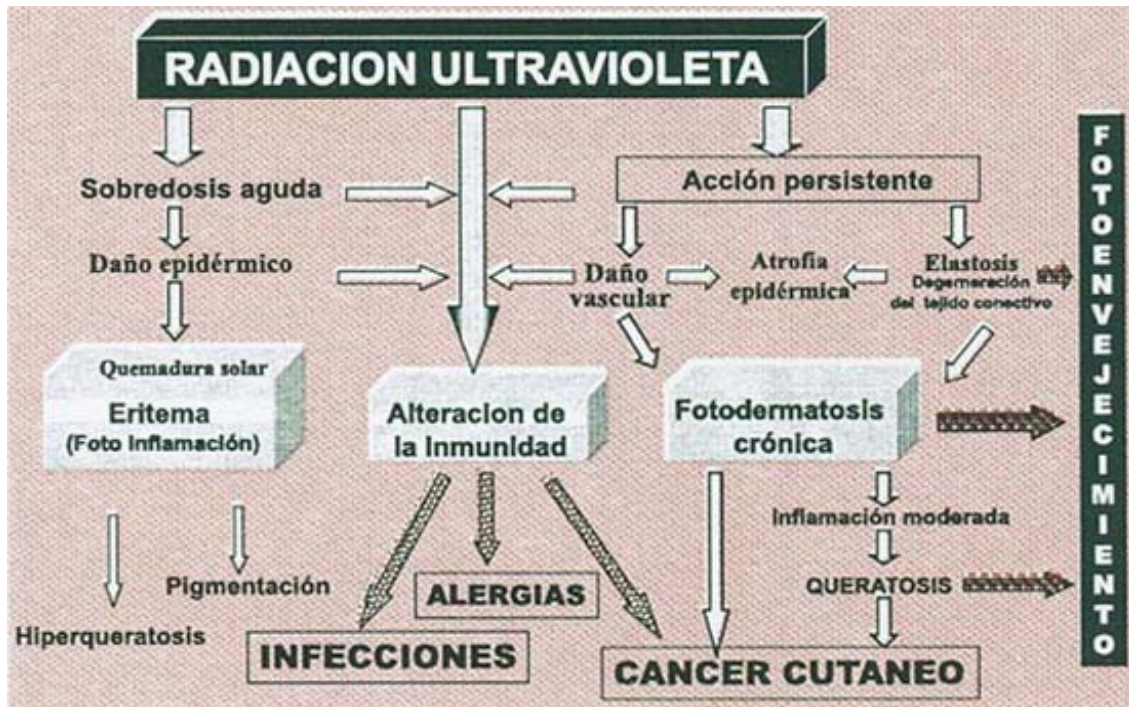 RADIACION ULTRAVIOLETA
Sobredosis aguda
Acción persistente
Daño epidérmico
Daño
vascular
Atrofia
epidérmica
Elastosis
Degemeración
del tejido conectivo
Quemadura solar
Eritema
(Foto Inflamación)
Alteracion de
la Inmunidad
Fotodermatosis
crónica
Inflamación moderada
Pigmentación
ALERGIAS
QUERATOSIS
Hiperqueratosis
INFECCIONES
CANCER CUTANEO
FOTOENVEJECIMIENTO